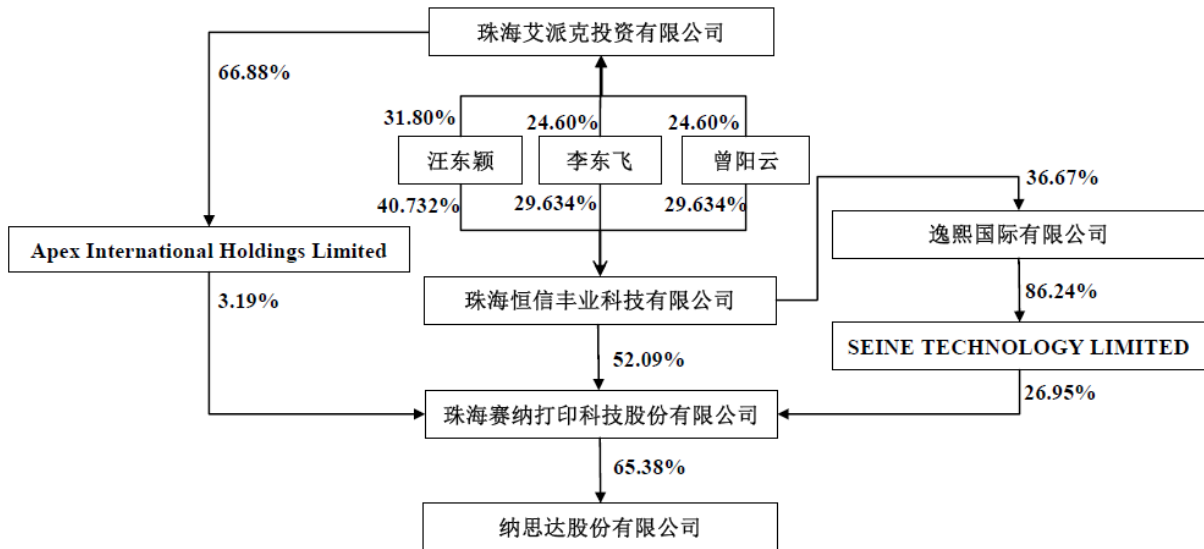 珠海艾派克投资有限公司
66.88%
31.80%
24.60%
24.60%
汪东颖
李东飞
曾阳云
36.67%
40.732%
29.634%
29.634%
Apex International Holdings Limited
逸熙国际有限公司
3.19%
珠海恒信丰业科技有限公司
86.24%
SEINE TECHNOLOGY LIMITED
52.09%
26.95%
珠海赛纳打印科技股份有限公司
65.38%
纳思达股份有限公司